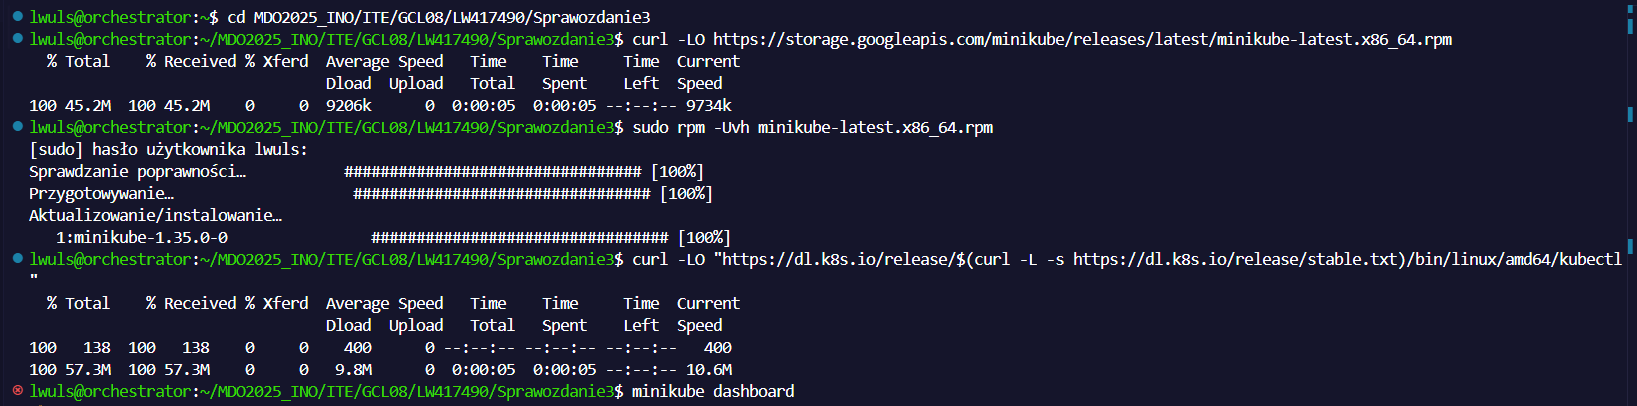 lwuls@orchestrator:~$ cd MDO2025_INO/ITE/GCL08/LW417490/Sprawozdanie3
lwuls@orchestrator:~/MDO2025_INO/ITE/GCL08/LW417490/Sprawozdanie3$ curl -LO https://storage.googleapis.com/minikube/releases/latest/minikube-latest.x86_64.rpm
  % Total    % Received % Xferd  Average Speed   Time    Time     Time  Current
                                 Dload  Upload   Total   Spent    Left  Speed
100 45.2M  100 45.2M    0     0  9206k      0  0:00:05  0:00:05 --:--:-- 9734k
lwuls@orchestrator:~/MDO2025_INO/ITE/GCL08/LW417490/Sprawozdanie3$ sudo rpm -Uvh minikube-latest.x86_64.rpm
[sudo] hasło użytkownika lwuls:
Sprawdzanie poprawności…           ################################# [100%]
Przygotowywanie…                    ################################# [100%]
Aktualizowanie/instalowanie…
   1:minikube-1.35.0-0                ################################# [100%]
lwuls@orchestrator:~/MDO2025_INO/ITE/GCL08/LW417490/Sprawozdanie3$ curl -LO "https://dl.k8s.io/release/$(curl -L -s https://dl.k8s.io/release/stable.txt)/bin/linux/amd64/kubectl
"
  % Total    % Received % Xferd  Average Speed   Time    Time     Time  Current
                                 Dload  Upload   Total   Spent    Left  Speed
100   138  100   138    0     0    400      0 --:--:-- --:--:-- --:--:--   400
100 57.3M  100 57.3M    0     0   9.8M      0  0:00:05  0:00:05 --:--:-- 10.6M
lwuls@orchestrator:~/MDO2025_INO/ITE/GCL08/LW417490/Sprawozdanie3$ minikube dashboard